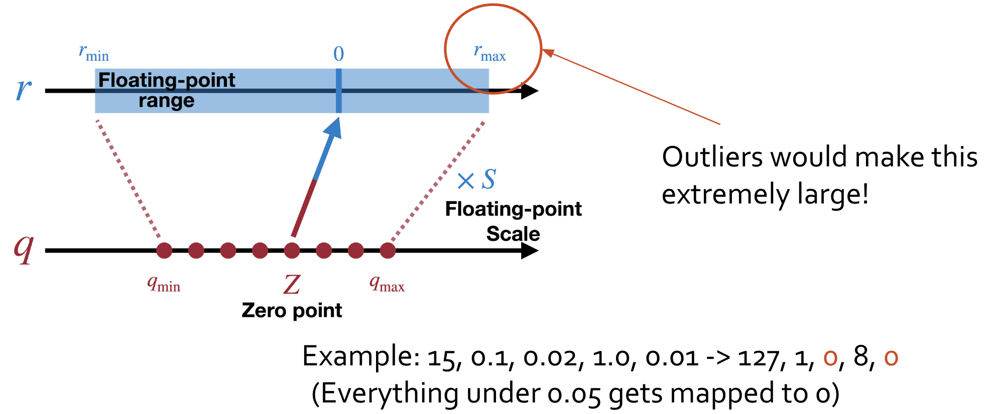 r_min 0 r_max
r Floating-point
range
Outliers would make this
extremely large!
× S
Floating-point
Scale
q
q_min Z q_max
Zero point
Example: 15, 0.1, 0.02, 1.0, 0.01 -> 127, 1, 0, 8, 0
(Everything under 0.05 gets mapped to 0)